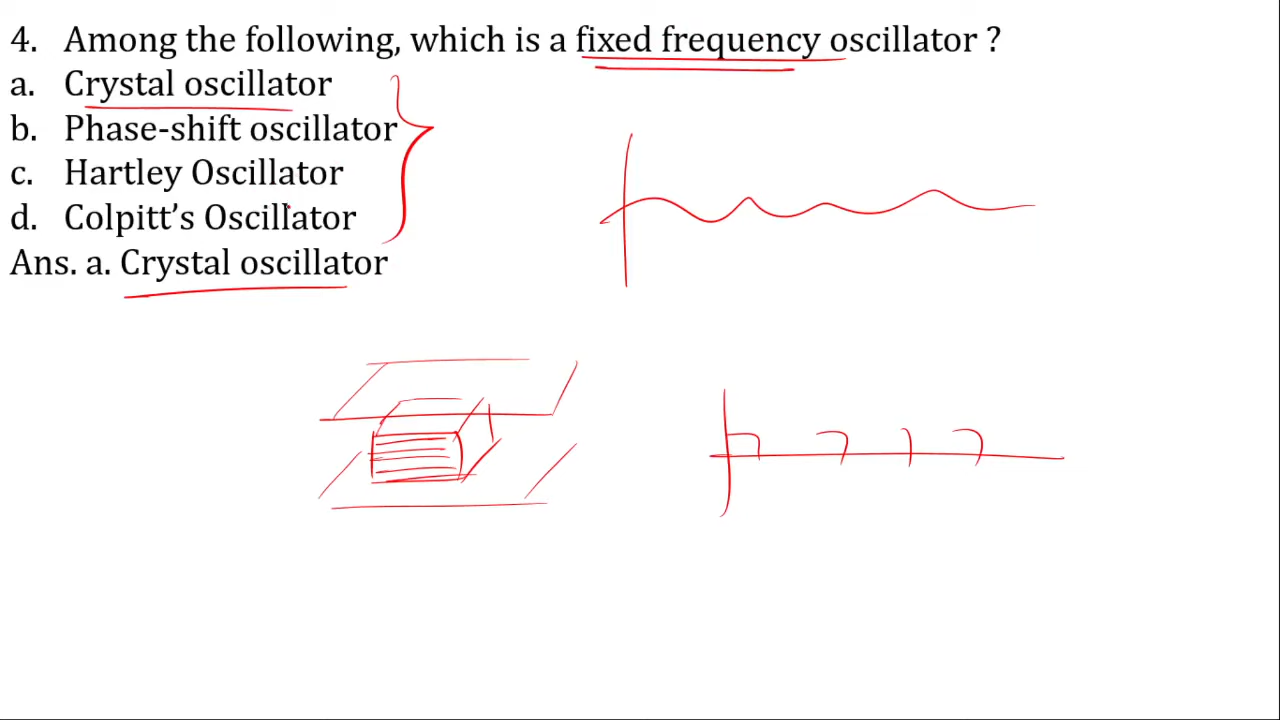 4. Among the following, which is a fixed frequency oscillator ?
a. Crystal oscillator
b. Phase-shift oscillator
c. Hartley Oscillator
d. Colpitt’s Oscillator
Ans. a. Crystal oscillator